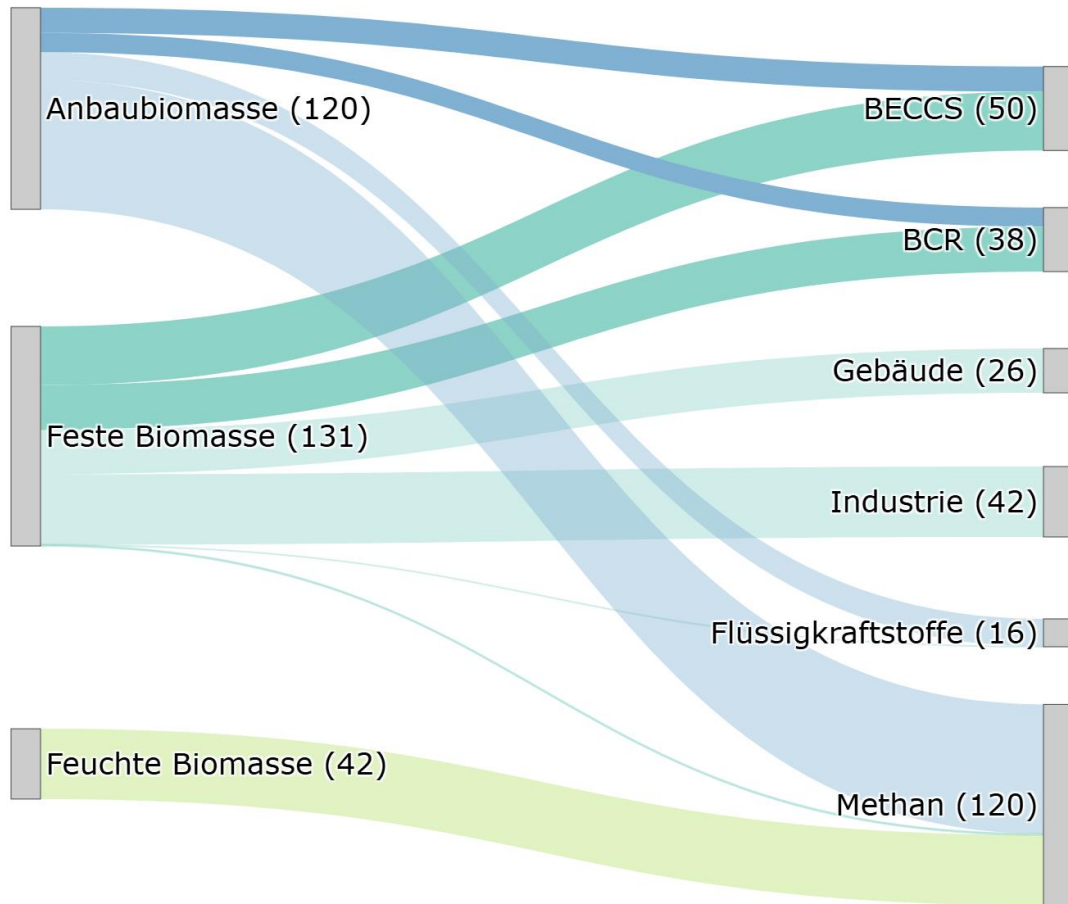 Anbaubiomasse (120)
Feste Biomasse (131)
Feuchte Biomasse (42)
BECCS (50)
BCR (38)
Gebäude (26)
Industrie (42)
Flüssigkraftstoffe (16)
Methan (120)